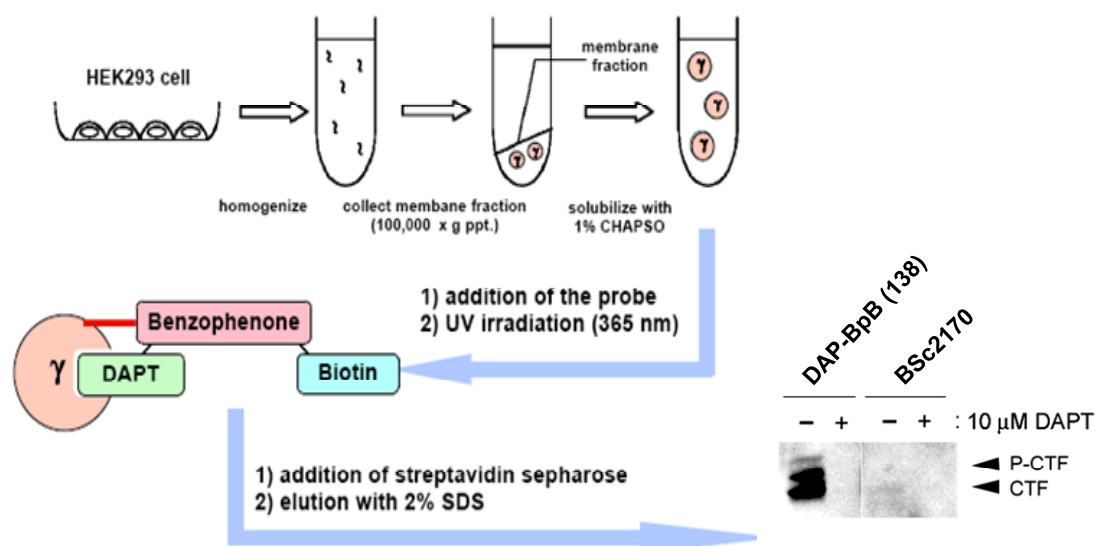 HEK293 cell
membrane
fraction
γ
γ
γ
γ
γ
homogenize
collect membane fraction
(100,000 x g ppt.)
solubilize with
1% CHAPSO
1) addition of the probe
2) UV irradiation (365 nm)
Benzophenone
γ
DAPT
Biotin
1) addition of streptavidin sepharose
2) elution with 2% SDS
DAP-BpB (138)
BSc2170
− + − + : 10 μM DAPT
P-CTF
CTF